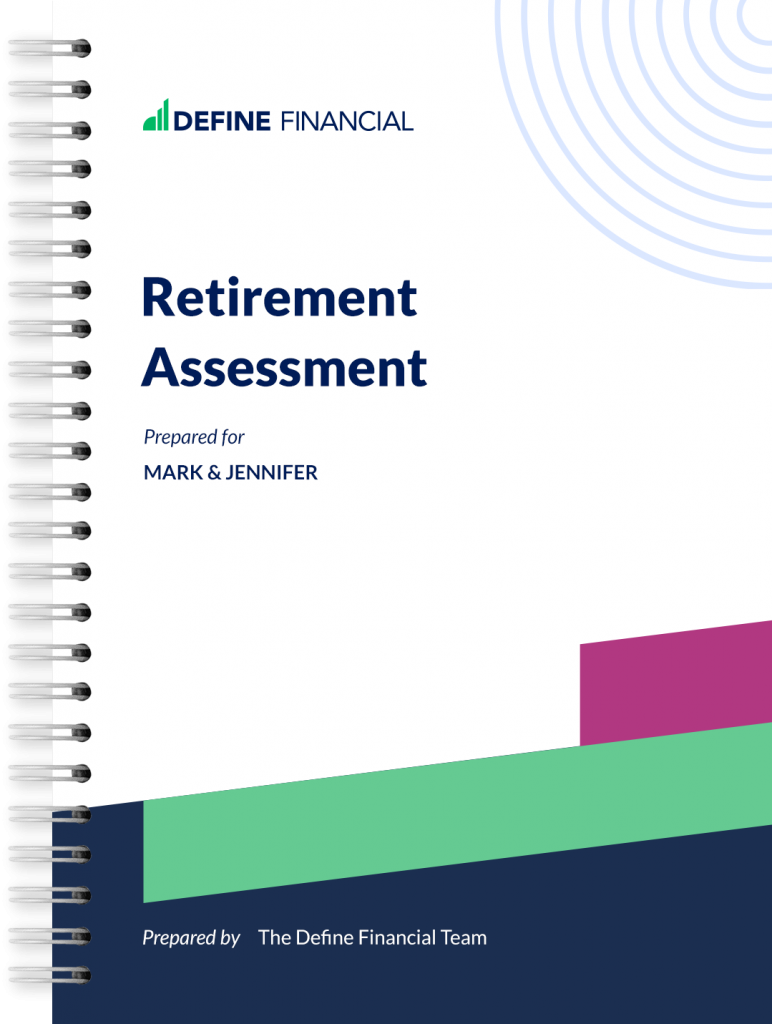 DEFINE FINANCIAL
Retirement
Assessment
Prepared for
MARK & JENNIFER
Prepared by The Define Financial Team